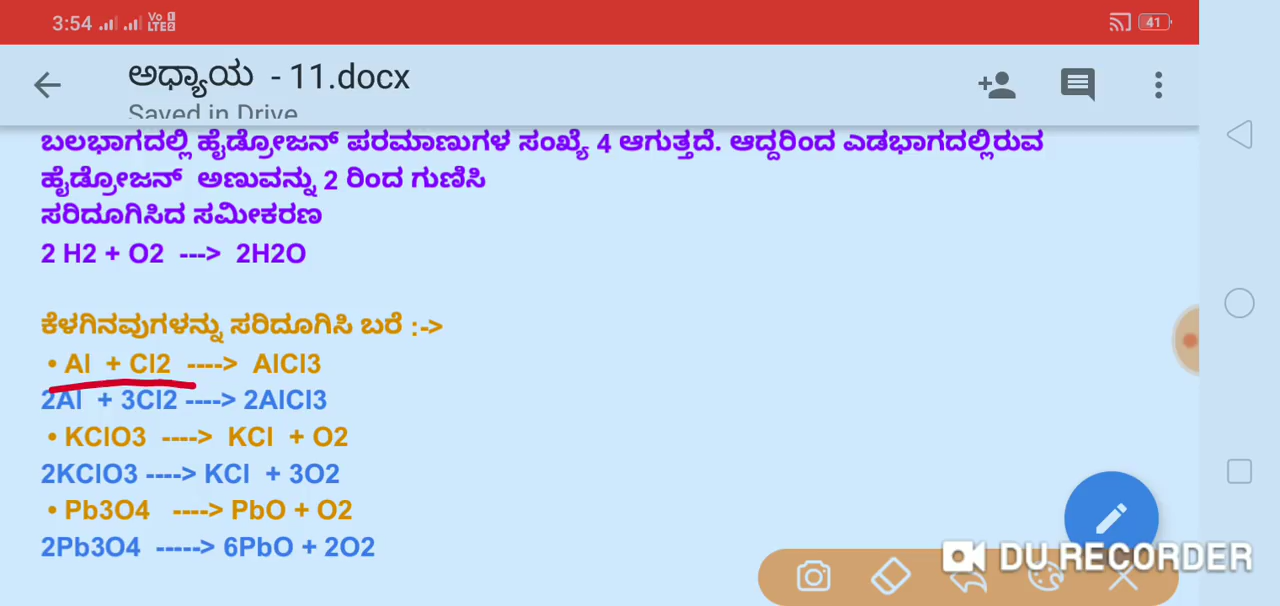 3:54 Vo LTE2 41
ಅಧ್ಯಾಯ - 11.docx
Saved in Drive
ಬಲಭಾಗದಲ್ಲಿ ಹೈಡ್ರೋಜನ್ ಪರಮಾಣುಗಳ ಸಂಖ್ಯೆ 4 ಆಗುತ್ತದೆ. ಆದ್ದರಿಂದ ಎಡಭಾಗದಲ್ಲಿರುವ
ಹೈಡ್ರೋಜನ್ ಅಣುವನ್ನು 2 ರಿಂದ ಗುಣಿಸಿ
ಸರಿದೂಗಿಸಿದ ಸಮೀಕರಣ
2 H2 + O2 ---> 2H2O
ಕೆಳಗಿನವುಗಳನ್ನು ಸರಿದೂಗಿಸಿ ಬರೆ :->
• Al + Cl2 ----> AlCl3
2Al + 3Cl2 ----> 2AlCl3
• KClO3 ----> KCl + O2
2KClO3 ----> KCl + 3O2
• Pb3O4 ----> PbO + O2
2Pb3O4 -----> 6PbO + 2O2
DU RECORDER